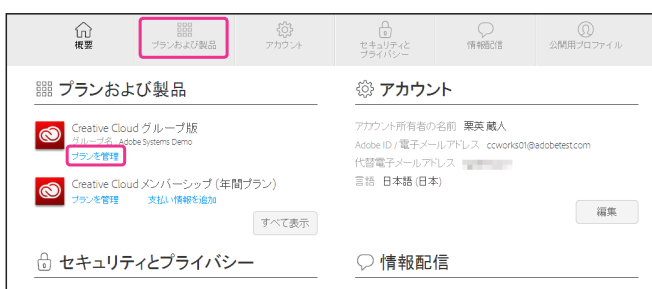 概要
プランおよび製品
アカウント
セキュリティと
プライバシー
情報配信
公開用プロファイル
プランおよび製品
Creative Cloud グループ版
グループ名: Adobe Systems Demo
プランを管理
Creative Cloud メンバーシップ (年間プラン)
プランを管理 支払い情報を追加
すべて表示
アカウント
アカウント所有者の名前 栗英 蔵人
Adobe ID / 電子メールアドレス ccworks01@adobetest.com
代替電子メールアドレス
言語 日本語 (日本)
編集
セキュリティとプライバシー
情報配信